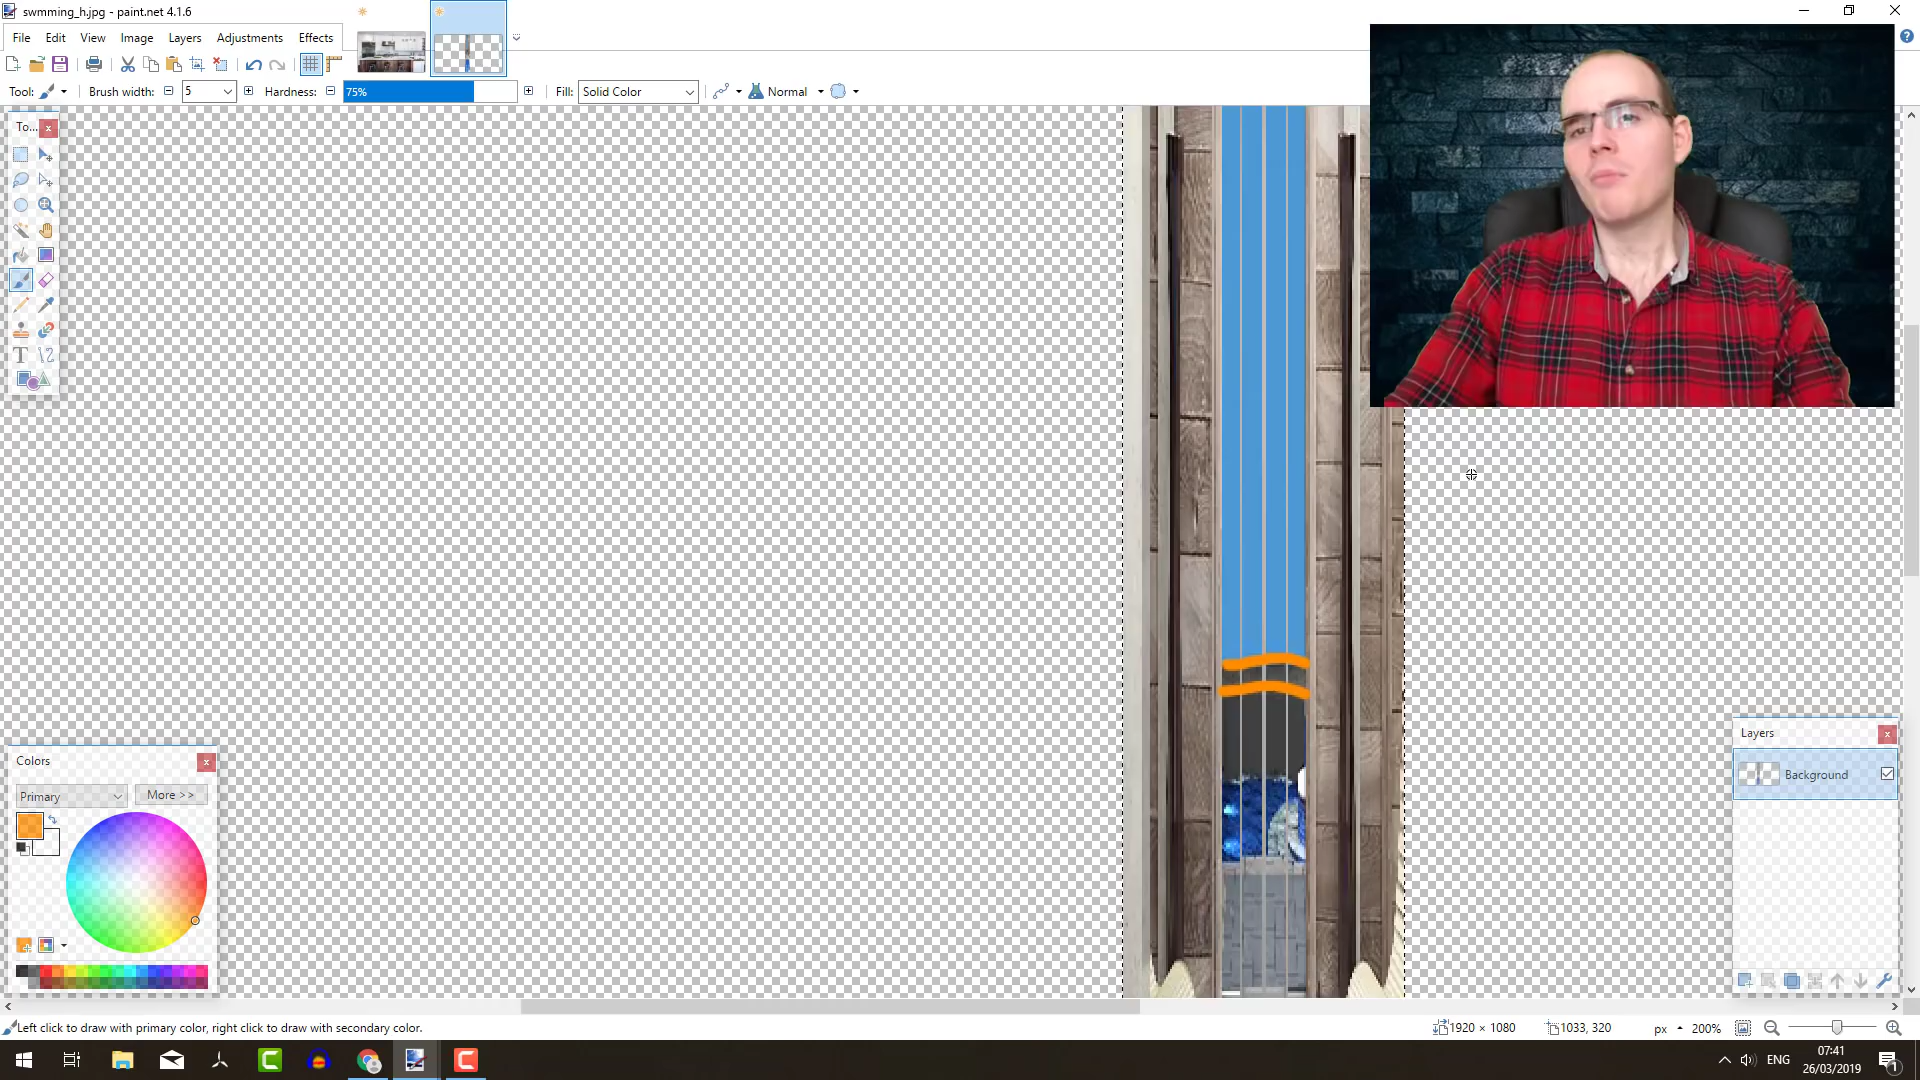 swmming_h.jpg - paint.net 4.1.6
File Edit View Image Layers Adjustments Effects
Tool: Brush width: 5 Hardness: 75% Fill: Solid Color Normal
To...
Colors
Primary More >>
Layers
Background
Left click to draw with primary color, right click to draw with secondary color.
1920 × 1080 1033, 320 px 200%
ENG
07:41
26/03/2019
1